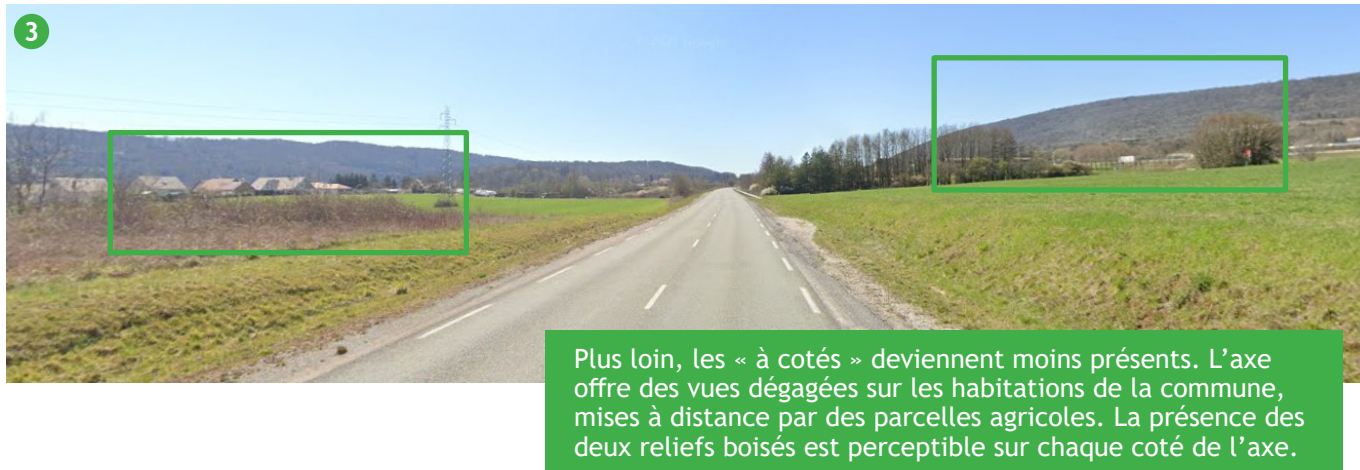 3
Plus loin, les « à cotés » deviennent moins présents. L’axe
offre des vues dégagées sur les habitations de la commune,
mises à distance par des parcelles agricoles. La présence des
deux reliefs boisés est perceptible sur chaque coté de l’axe.